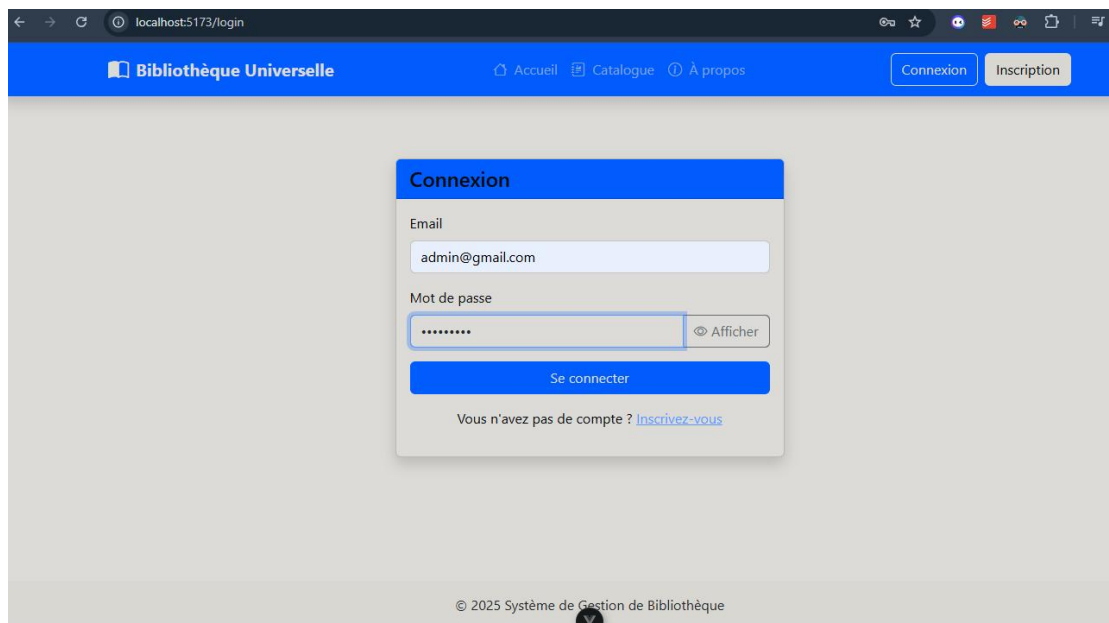 localhost:5173/login
Bibliothèque Universelle Accueil Catalogue À propos Connexion Inscription
Connexion
Email
admin@gmail.com
Mot de passe
••••••••• Afficher
Se connecter
Vous n'avez pas de compte ? Inscrivez-vous
© 2025 Système de Gestion de Bibliothèque